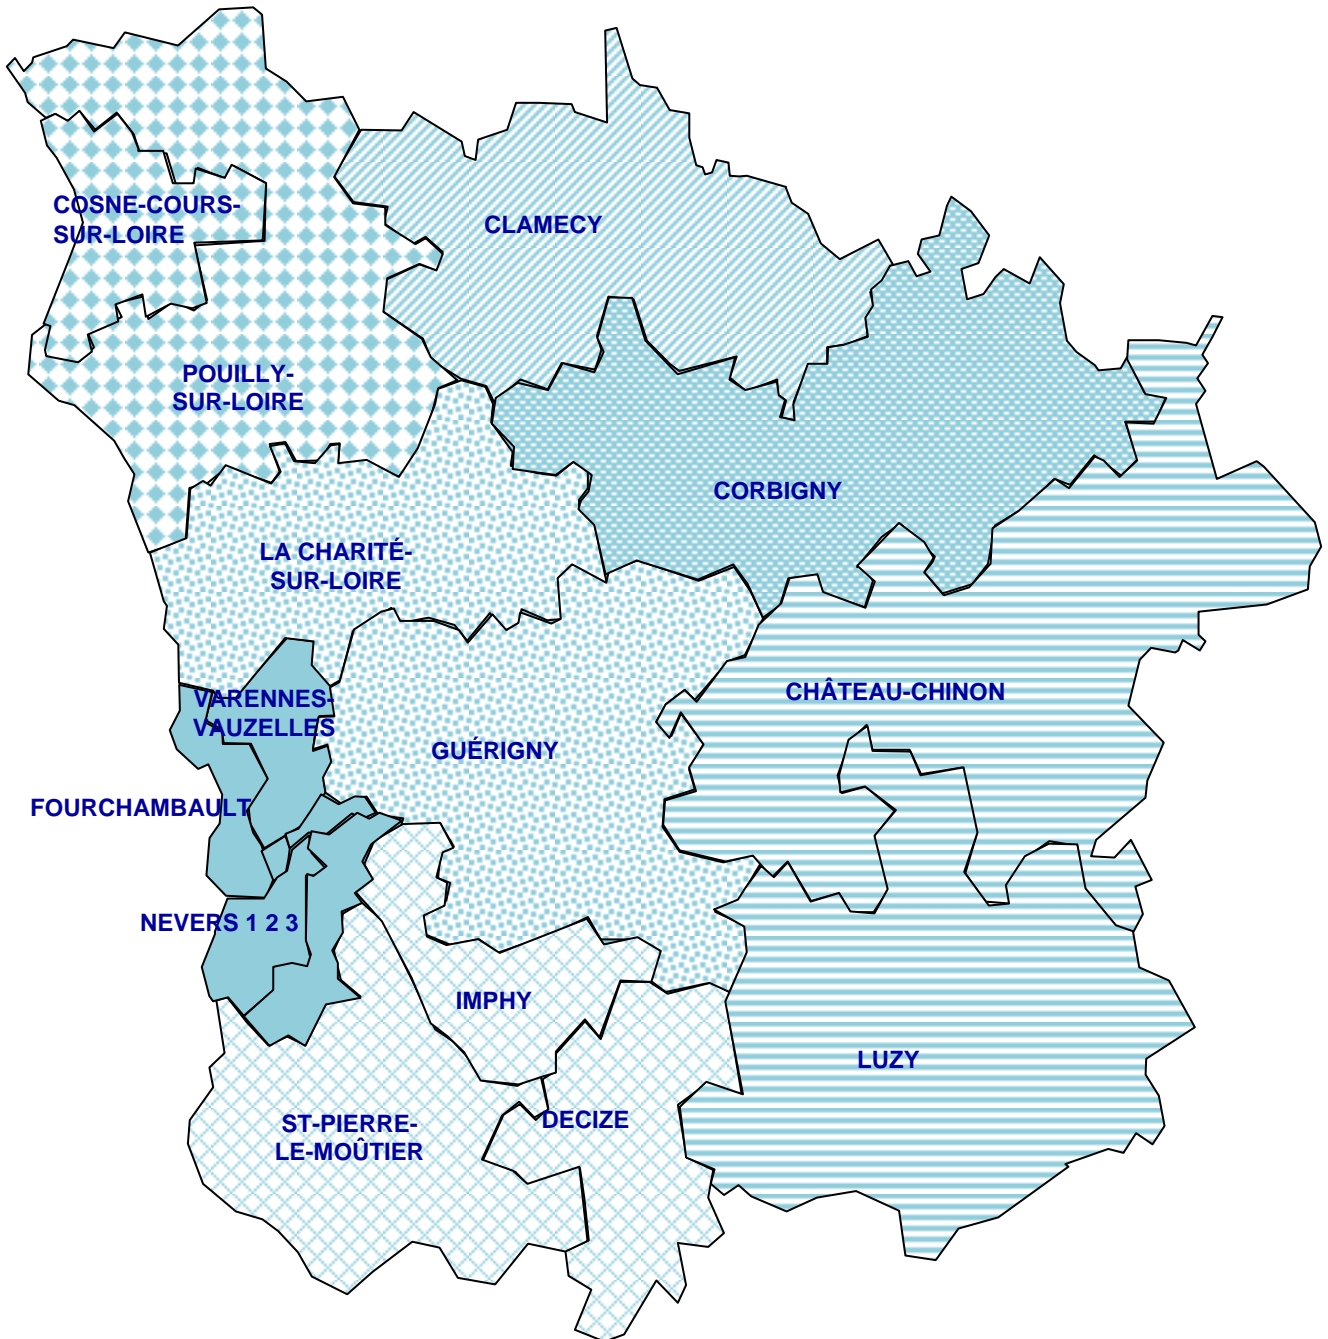 COSNE-COURS-
SUR-LOIRE
CLAMECY
POUILLY-
SUR-LOIRE
CORBIGNY
LA CHARITÉ-
SUR-LOIRE
VARENNES-
VAUZELLES
CHÂTEAU-CHINON
GUÉRIGNY
FOURCHAMBAULT
NEVERS 1 2 3
IMPHY
LUZY
ST-PIERRE-
LE-MOÛTIER
DECIZE